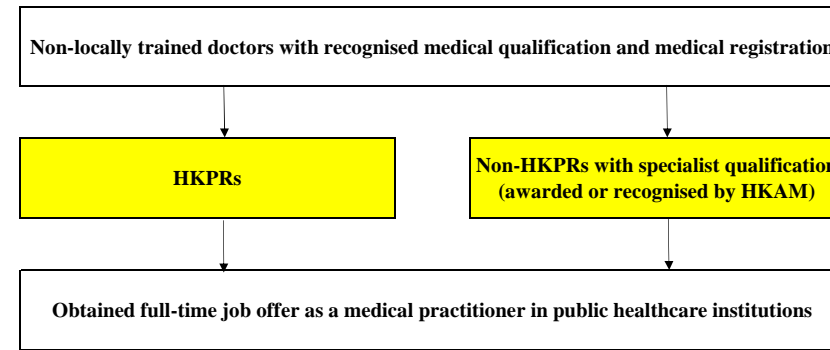 Non-locally trained doctors with recognised medical qualification and medical registration
HKPRs
Non-HKPRs with specialist qualification
(awarded or recognised by HKAM)
Obtained full-time job offer as a medical practitioner in public healthcare institutions